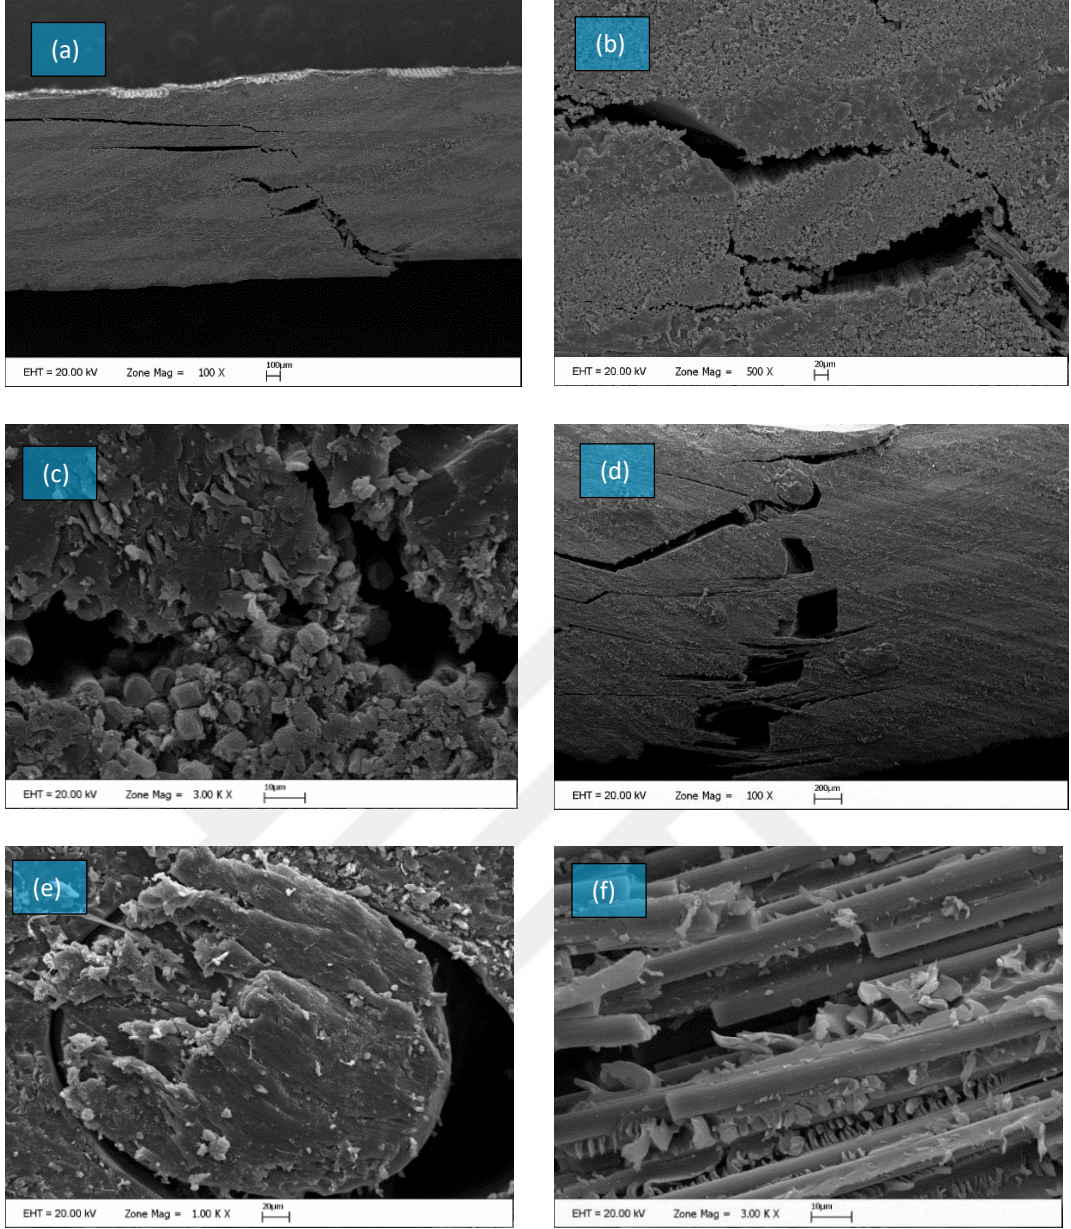 (a)
(b)
100µm
EHT = 20.00 kV Zone Mag = 100 X
20µm
EHT = 20.00 kV Zone Mag = 500 X
(c)
(d)
10µm
EHT = 20.00 kV Zone Mag = 3.00 K X
200µm
EHT = 20.00 kV Zone Mag = 100 X
(e)
(f)
20µm
EHT = 20.00 kV Zone Mag = 1.00 K X
10µm
EHT = 20.00 kV Zone Mag = 3.00 K X